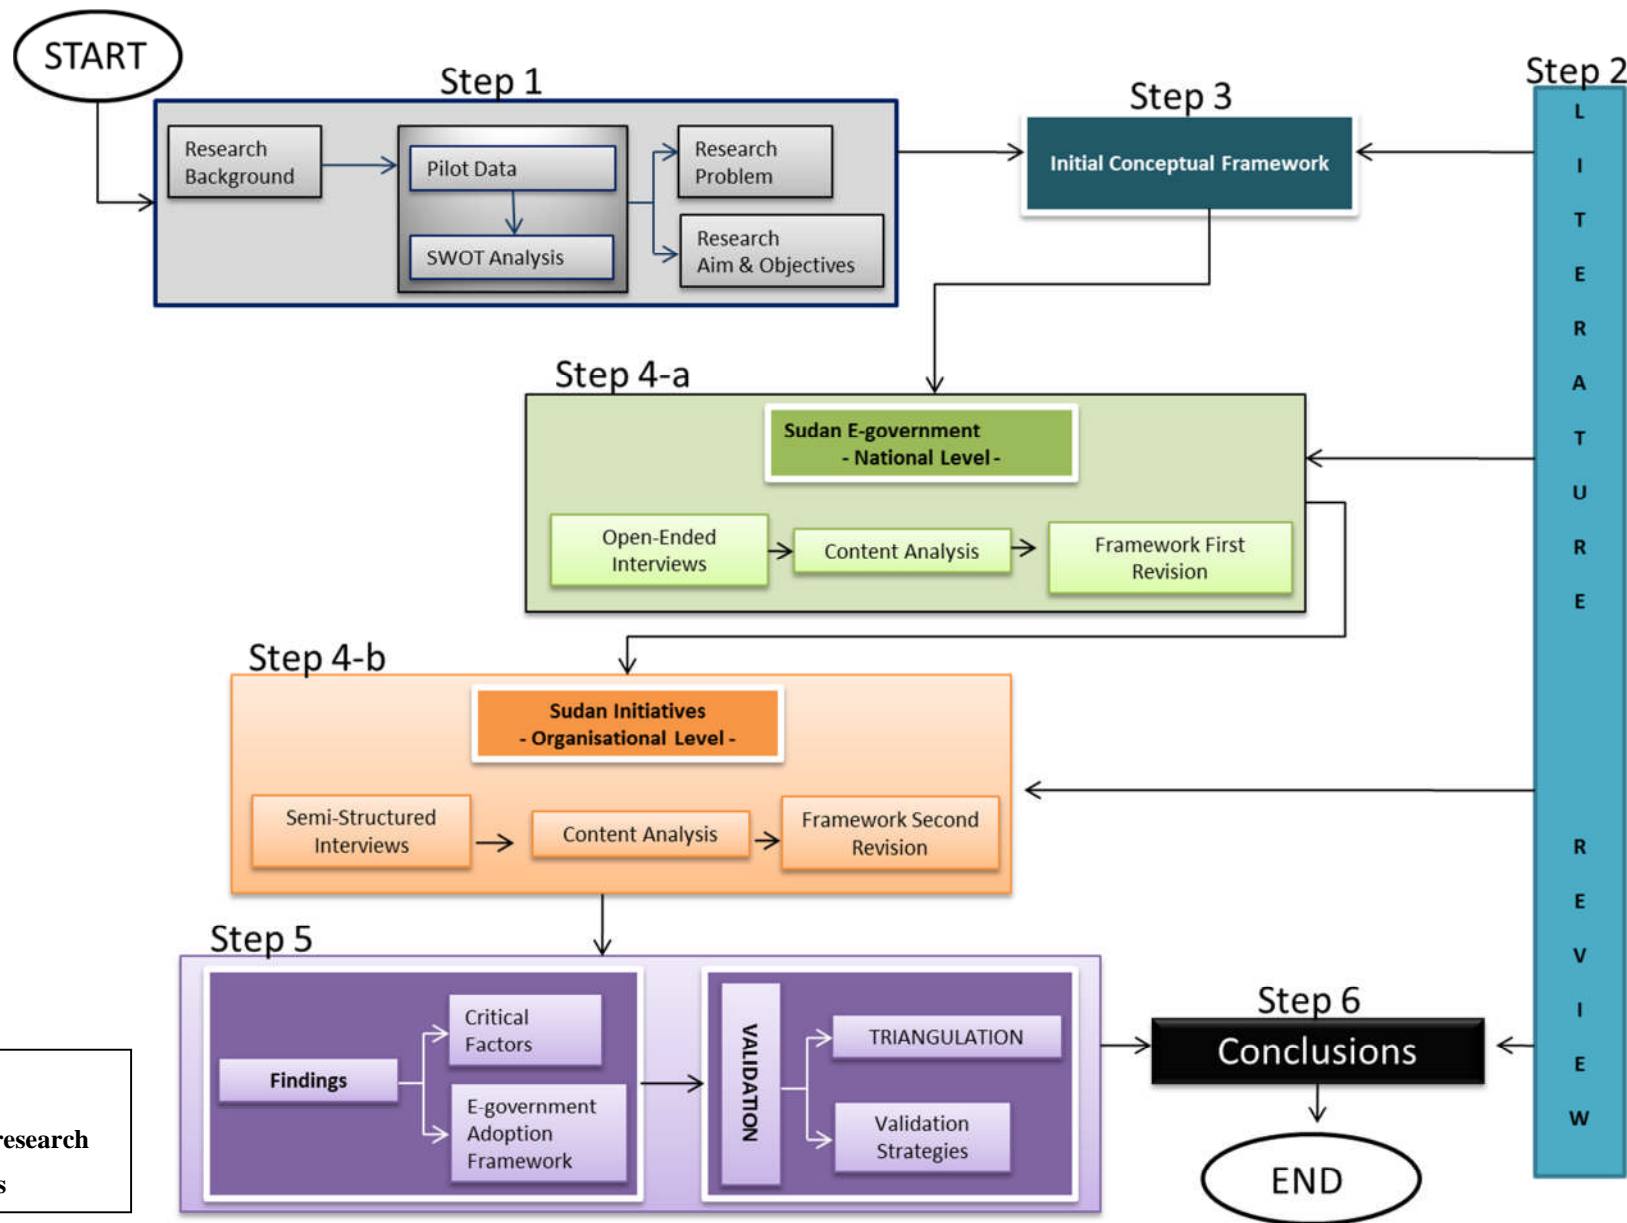 START
Step 1
Research
Background
Pilot Data
SWOT Analysis
Research
Problem
Research
Aim & Objectives
Step 3
Initial Conceptual Framework
Step 2
LITERATURE
REVIEW
Step 4-a
Sudan E-government
- National Level -
Open-Ended
Interviews
Content Analysis
Framework First
Revision
Step 4-b
Sudan Initiatives
- Organisational Level -
Semi-Structured
Interviews
Content Analysis
Framework Second
Revision
Step 5
Findings
Critical
Factors
E-government
Adoption
Framework
VALIDATION
TRIANGULATION
Validation
Strategies
Step 6
Conclusions
END
research
s